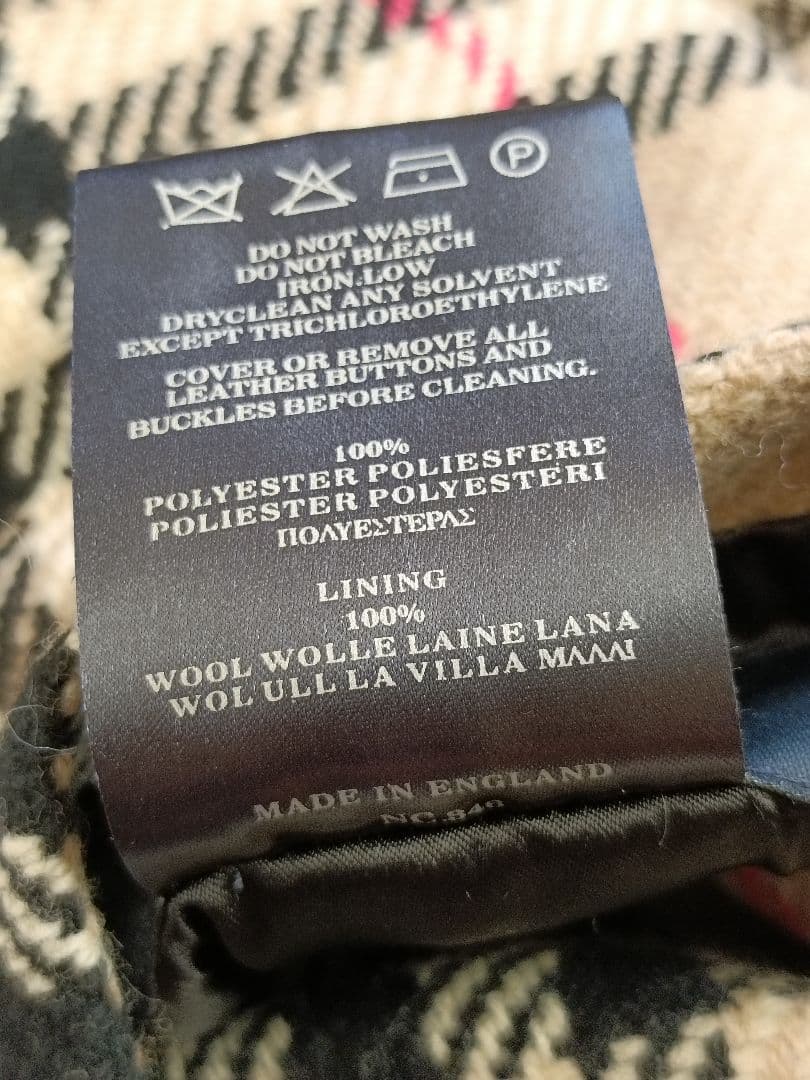 P
DO NOT WASH
DO NOT BLEACH
IRON.LOW
DRYCLEAN ANY SOLVENT
EXCEPT TRICHLOROETHYLENE
COVER OR REMOVE ALL
LEATHER BUTTONS AND
BUCKLES BEFORE CLEANING.
100%
POLYESTER POLIESFERE
POLIESTER POLYESTERI
ΠΟΛΥΕΣΤΕΡΑΣ
LINING
100%
WOOL WOLLE LAINE LANA
WOL ULL LA VILLA ΜΑΛΛΙ
MADE IN ENGLAND